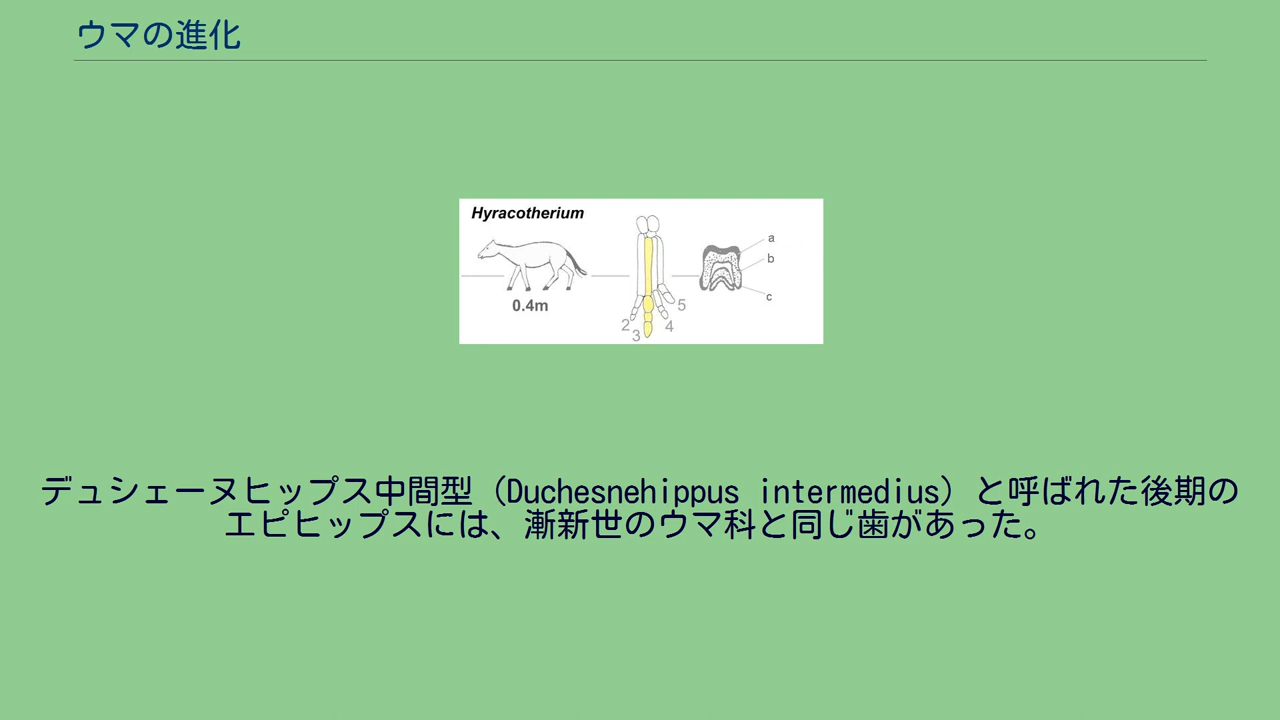 ウマの進化
Hyracotherium
0.4m
2
3
4
5
a
b
c
デュシェーヌヒップス中間型（Duchesnehippus intermedius）と呼ばれた後期の
エピヒップスには、漸新世のウマ科と同じ歯があった。